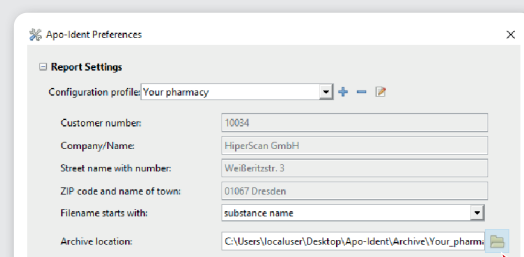 Apo-Ident Preferences
Report Settings
Configuration profile: Your pharmacy
Customer number: 10034
Company/Name: HiperScan GmbH
Street name with number: Weißeritzstr. 3
ZIP code and name of town: 01067 Dresden
Filename starts with: substance name
Archive location: C:\Users\localuser\Desktop\Apo-Ident\Archive\Your_pharma